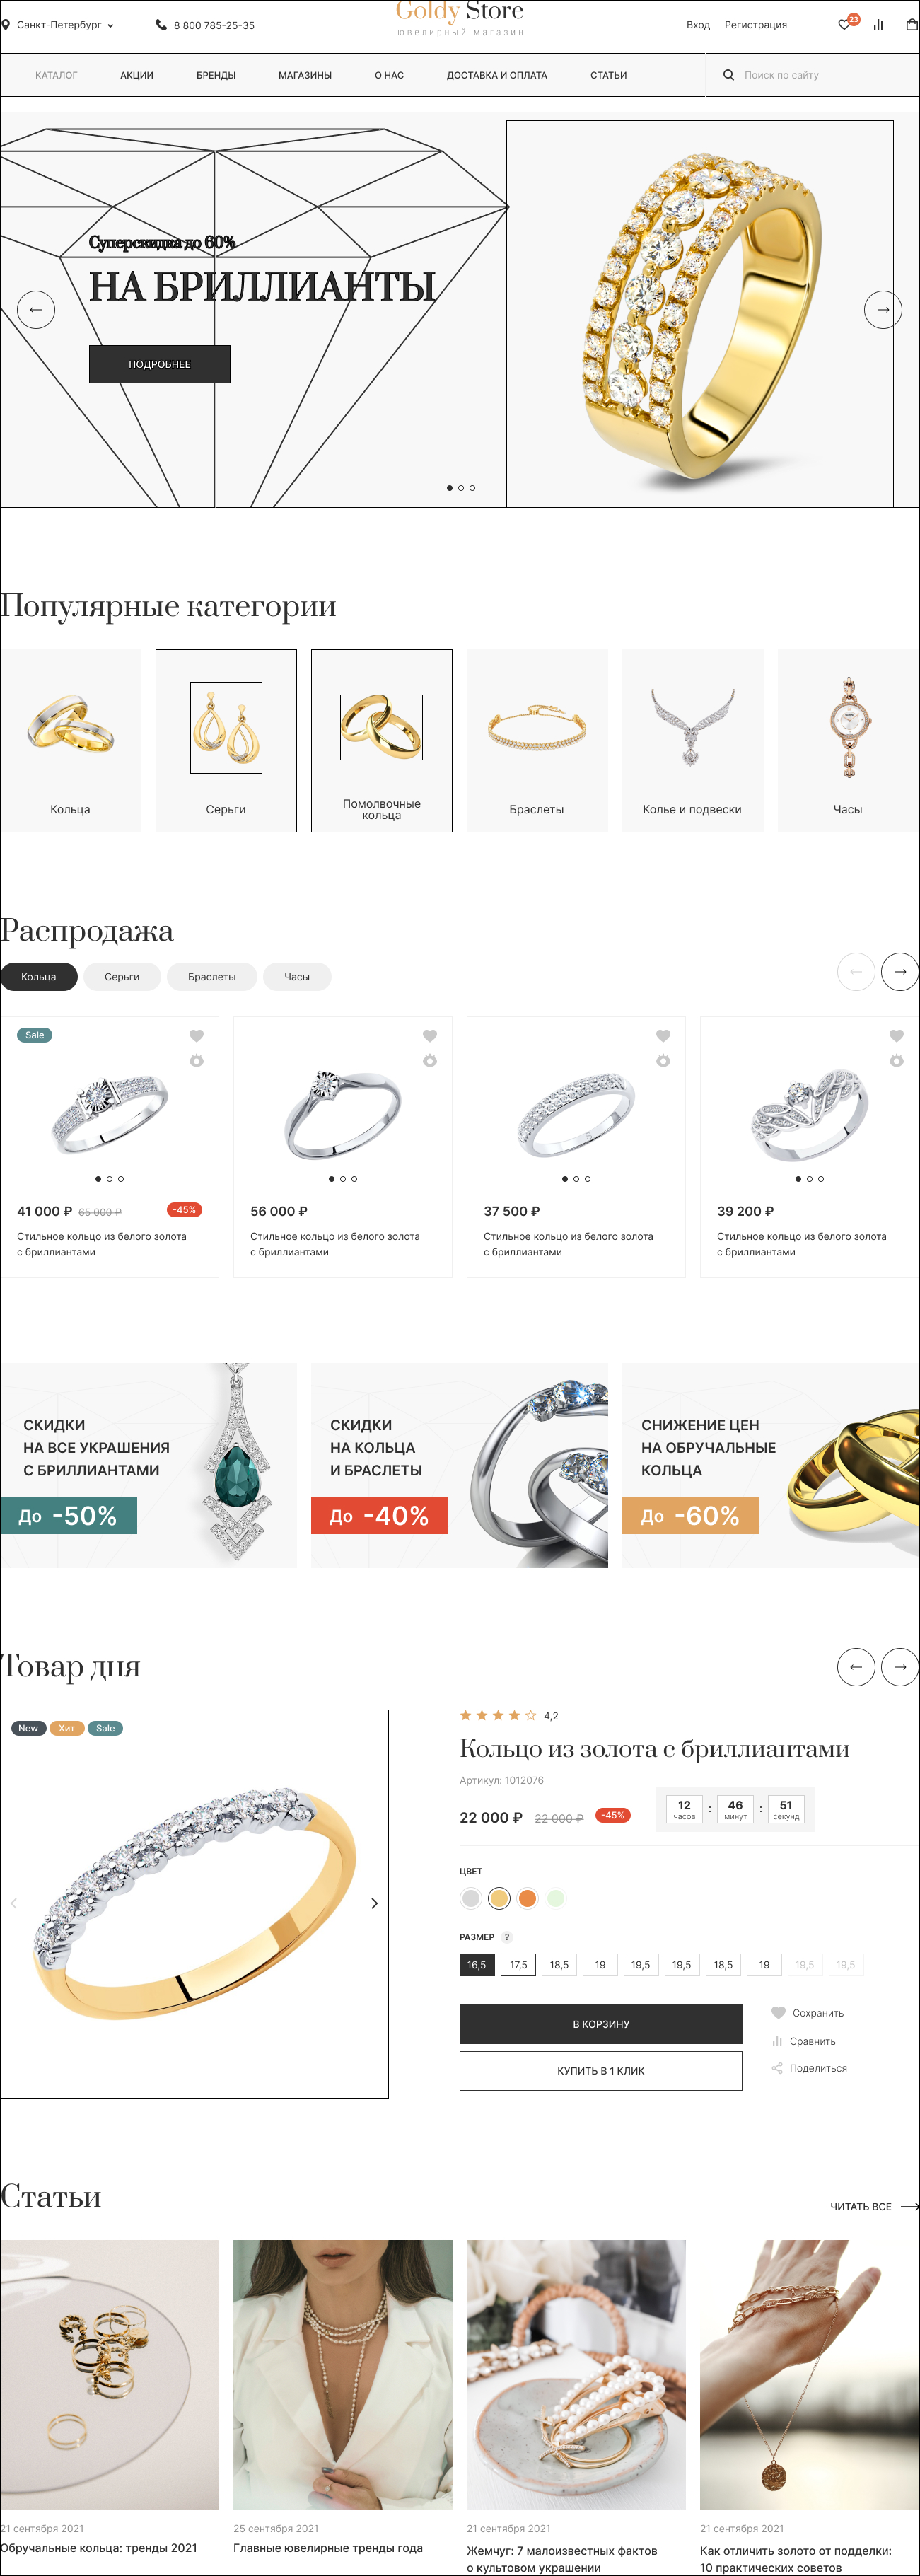 Санкт-Петербург
8 800 785-25-35
Goldy Store
ювелирный магазин
Вход | Регистрация
23
КАТАЛОГ
АКЦИИ
БРЕНДЫ
МАГАЗИНЫ
О НАС
ДОСТАВКА И ОПЛАТА
СТАТЬИ
Поиск по сайту
Суперскидка до 60%
НА БРИЛЛИАНТЫ
ПОДРОБНЕЕ
Популярные категории
Кольца
Серьги
Помолвочные
кольца
Браслеты
Колье и подвески
Часы
Распродажа
Кольца
Серьги
Браслеты
Часы
Sale
41 000 ₽ 65 000 ₽
-45%
Стильное кольцо из белого золота
с бриллиантами
56 000 ₽
Стильное кольцо из белого золота
с бриллиантами
37 500 ₽
Стильное кольцо из белого золота
с бриллиантами
39 200 ₽
Стильное кольцо из белого золота
с бриллиантами
СКИДКИ
НА ВСЕ УКРАШЕНИЯ
С БРИЛЛИАНТАМИ
До -50%
СКИДКИ
НА КОЛЬЦА
И БРАСЛЕТЫ
До -40%
СНИЖЕНИЕ ЦЕН
НА ОБРУЧАЛЬНЫЕ
КОЛЬЦА
До -60%
Товар дня
New
Хит
Sale
4,2
Кольцо из золота с бриллиантами
Артикул: 1012076
22 000 ₽ 22 000 ₽ -45%
12 : 46 : 51
часов минут секунд
ЦВЕТ
РАЗМЕР ?
16,5 17,5 18,5 19 19,5 19,5 18,5 19 19,5 19,5
В КОРЗИНУ
КУПИТЬ В 1 КЛИК
Сохранить
Сравнить
Поделиться
Статьи
ЧИТАТЬ ВСЕ
21 сентября 2021
Обручальные кольца: тренды 2021
25 сентября 2021
Главные ювелирные тренды года
21 сентября 2021
Жемчуг: 7 малоизвестных фактов
о культовом украшении
21 сентября 2021
Как отличить золото от подделки:
10 практических советов